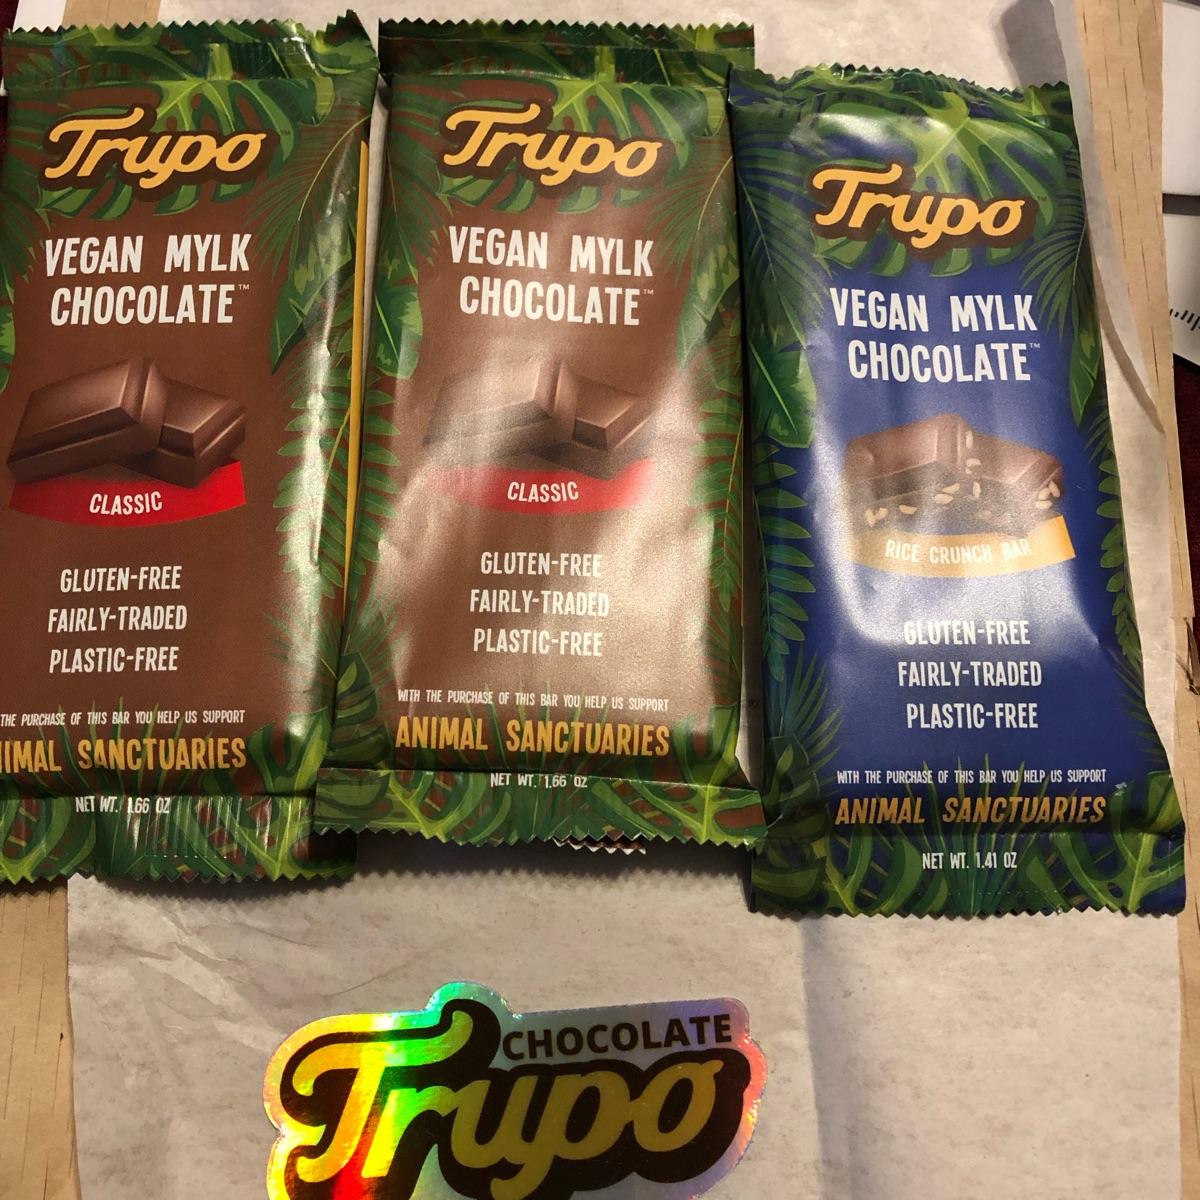 Trupo™
VEGAN MYLK
CHOCOLATE™
CLASSIC
GLUTEN-FREE
FAIRLY-TRADED
PLASTIC-FREE
THE PURCHASE OF THIS BAR YOU HELP US SUPPORT
SANCTUARIES
NET WT. 1.66 OZ
Trupo
VEGAN MYLK
CHOCOLATE™
CLASSIC
GLUTEN-FREE
FAIRLY-TRADED
PLASTIC-FREE
WITH THE PURCHASE OF THIS BAR YOU HELP US SUPPORT
ANIMAL SANCTUARIES
NET WT. 1.66 OZ
Trupo™
VEGAN MYLK
CHOCOLATE™
RICE CRUNCH BAR
GLUTEN-FREE
FAIRLY-TRADED
PLASTIC-FREE
WITH THE PURCHASE OF THIS BAR YOU HELP US SUPPORT
ANIMAL SANCTUARIES
NET WT. 1.41 OZ
CHOCOLATE
Trupo